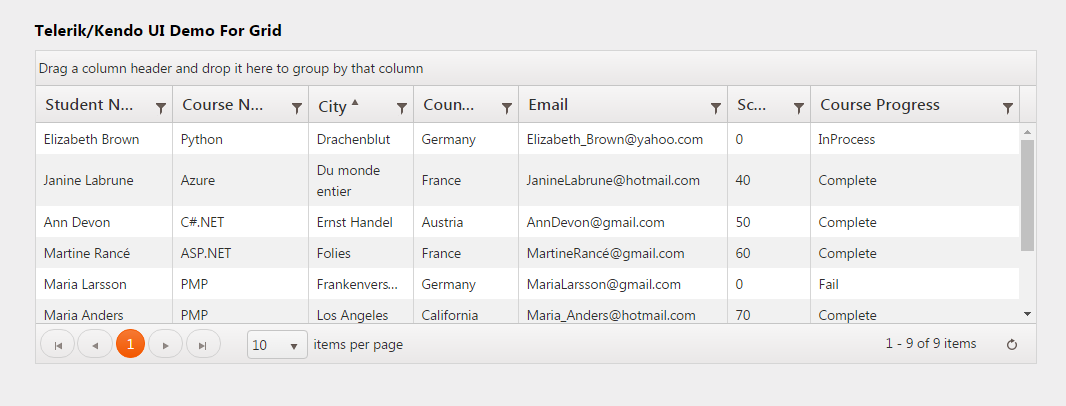 Telerik/Kendo UI Demo For Grid
Drag a column header and drop it here to group by that column
Student N... Course N... City Coun... Email Sc... Course Progress
Elizabeth Brown Python Drachenblut Germany Elizabeth_Brown@yahoo.com 0 InProcess
Janine Labrune Azure Du monde entier France JanineLabrune@hotmail.com 40 Complete
Ann Devon C#.NET Ernst Handel Austria AnnDevon@gmail.com 50 Complete
Martine Rancé ASP.NET Folies France MartineRancé@gmail.com 60 Complete
Maria Larsson PMP Frankenvers... Germany MariaLarsson@gmail.com 0 Fail
Maria Anders PMP Los Angeles California Maria_Anders@hotmail.com 70 Complete
1 10 items per page 1 - 9 of 9 items